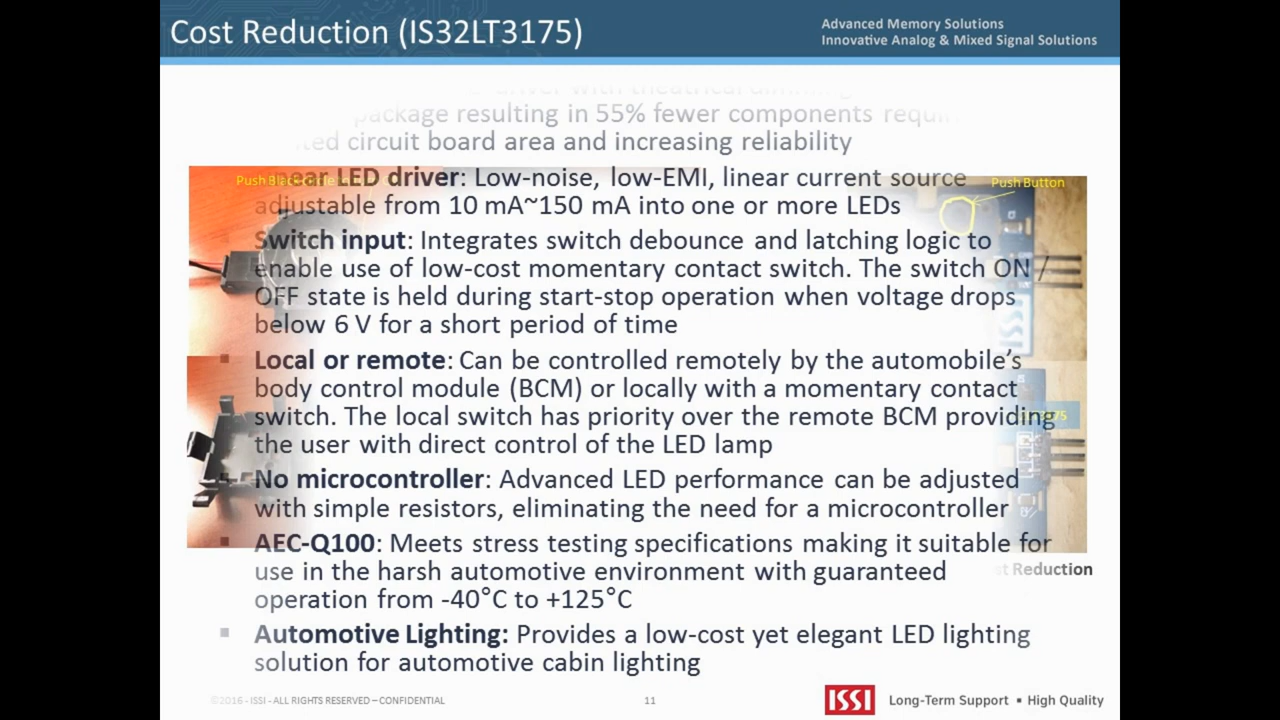 Cost Reduction (IS32LT3175)
Advanced Memory Solutions
Innovative Analog & Mixed Signal Solutions
driver with theatrical
package resulting in 55% fewer components
circuit board area and increasing reliability
LED driver: Low-noise, low-EMI, linear current source
adjustable from 10 mA~150 mA into one or more LEDs
Switch input: Integrates switch debounce and latching logic to
enable use of low-cost momentary contact switch. The switch ON /
OFF state is held during start-stop operation when voltage drops
below 6 V for a short period of time
Local or remote: Can be controlled remotely by the automobile's
body control module (BCM) or locally with a momentary contact
switch. The local switch has priority over the remote BCM providing
the user with direct control of the LED lamp
No microcontroller: Advanced LED performance can be adjusted
with simple resistors, eliminating the need for a microcontroller
AEC-Q100: Meets stress testing specifications making it suitable for
use in the harsh automotive environment with guaranteed
operation from -40°C to +125°C
Automotive Lighting: Provides a low-cost yet elegant LED lighting
solution for automotive cabin lighting
Push
Push Button
Reduction
©2016 - ISSI - ALL RIGHTS RESERVED – CONFIDENTIAL
11
ISSI
Long-Term Support ▪ High Quality